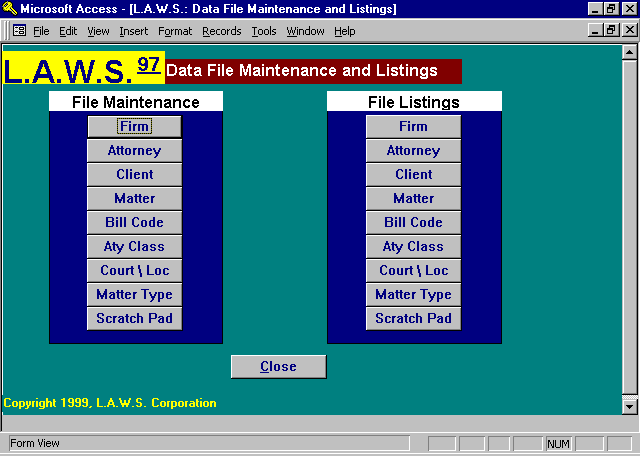 Microsoft Access - [L.A.W.S.: Data File Maintenance and Listings]
File Edit View Insert Format Records Tools Window Help
L.A.W.S. 97 Data File Maintenance and Listings
File Maintenance File Listings
Firm Firm
Attorney Attorney
Client Client
Matter Matter
Bill Code Bill Code
Aty Class Aty Class
Court \ Loc Court \ Loc
Matter Type Matter Type
Scratch Pad Scratch Pad
Close
Copyright 1999, L.A.W.S. Corporation
Form View NUM